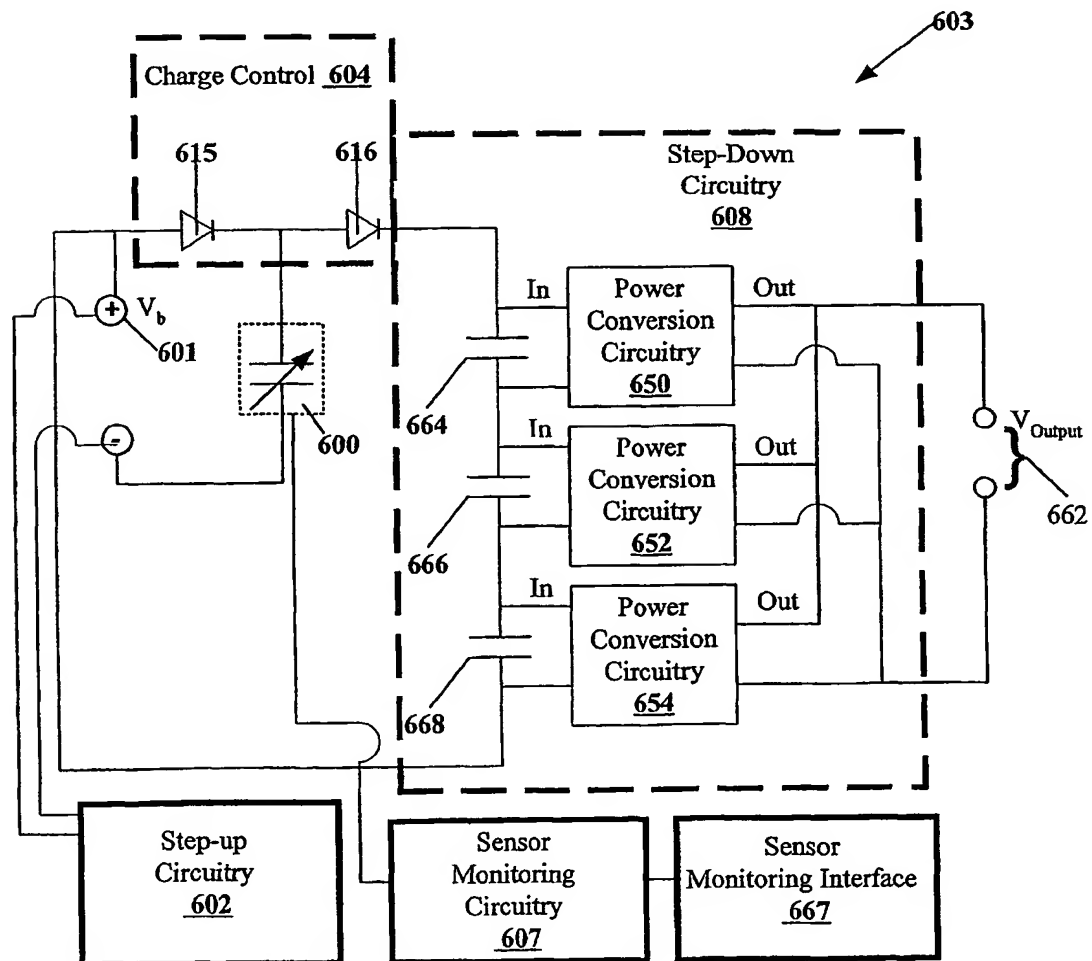 603
Charge Control 604
615
616
Step-Down
Circuitry
608
+
Vb
601
In
Power
Conversion
Circuitry
650
Out
664
600
-
In
Power
Conversion
Circuitry
652
Out
VOutput
}
662
666
In
Power
Conversion
Circuitry
654
Out
668
Step-up
Circuitry
602
Sensor
Monitoring
Circuitry
607
Sensor
Monitoring Interface
667